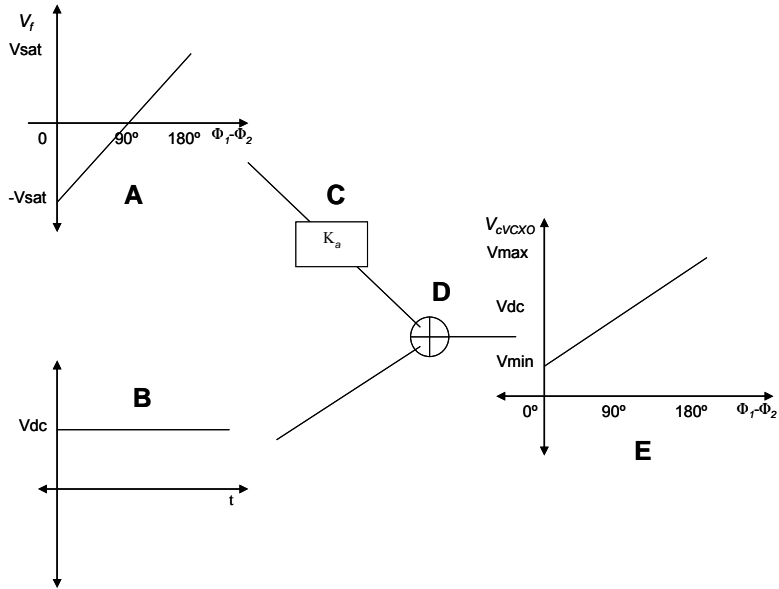 Vf
Vsat
0 90º 180º Φ1-Φ2
-Vsat
A
C
Ka
D
B
Vdc
t
VcVCXO
Vmax
Vdc
Vmin
0º 90º 180º Φ1-Φ2
E